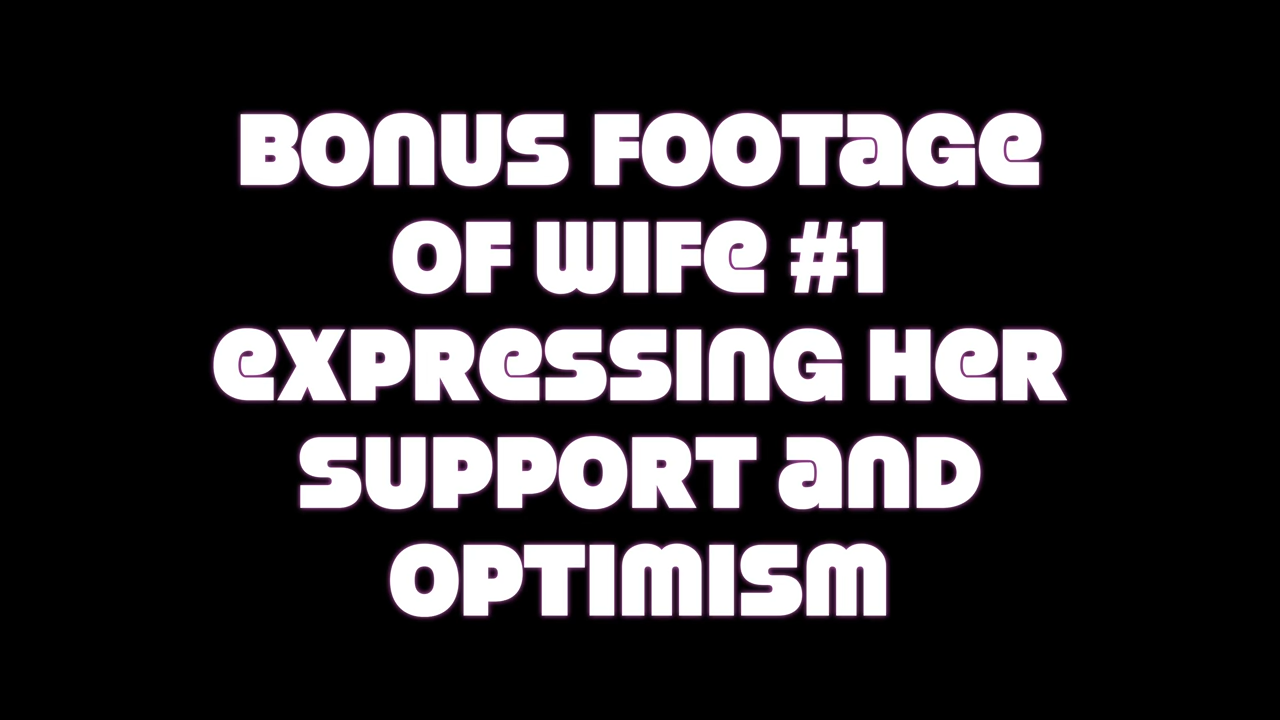 BONUS FOOTAGE
OF WIFE #1
EXPRESSING HER
SUPPORT AND
OPTIMISM